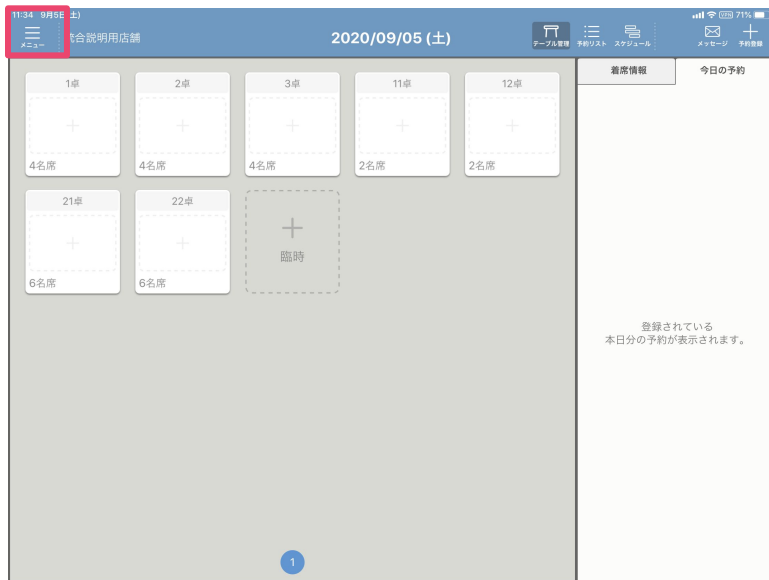 11:34 9月5日(土)
71%
メニュー
統合説明用店舗
2020/09/05 (土)
テーブル管理
予約リスト
スケジュール
メッセージ
予約登録
着席情報
今日の予約
1卓
2卓
3卓
11卓
12卓
4名席
4名席
4名席
2名席
2名席
21卓
22卓
臨時
6名席
6名席
登録されている
本日分の予約が表示されます。
1